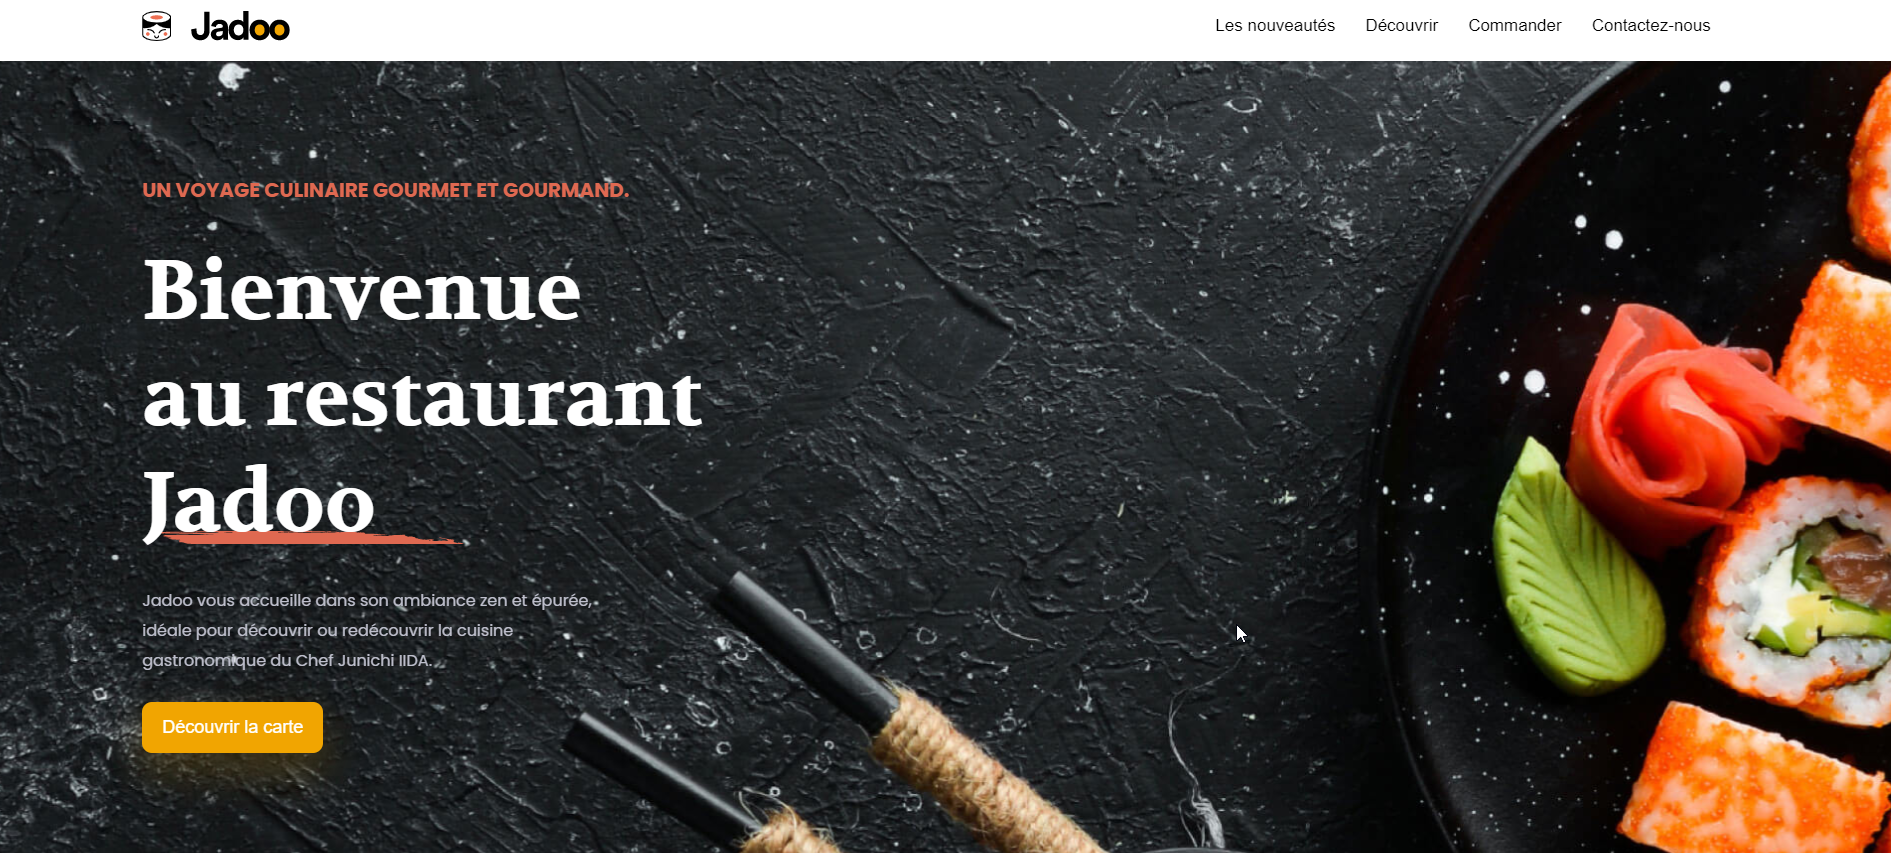 Jadoo
Les nouveautés Découvrir Commander Contactez-nous
UN VOYAGE CULINAIRE GOURMET ET GOURMAND.
Bienvenue
au restaurant
Jadoo
Jadoo vous accueille dans son ambiance zen et épurée,
idéale pour découvrir ou redécouvrir la cuisine
gastronomique du Chef Junichi IIDA.
Découvrir la carte